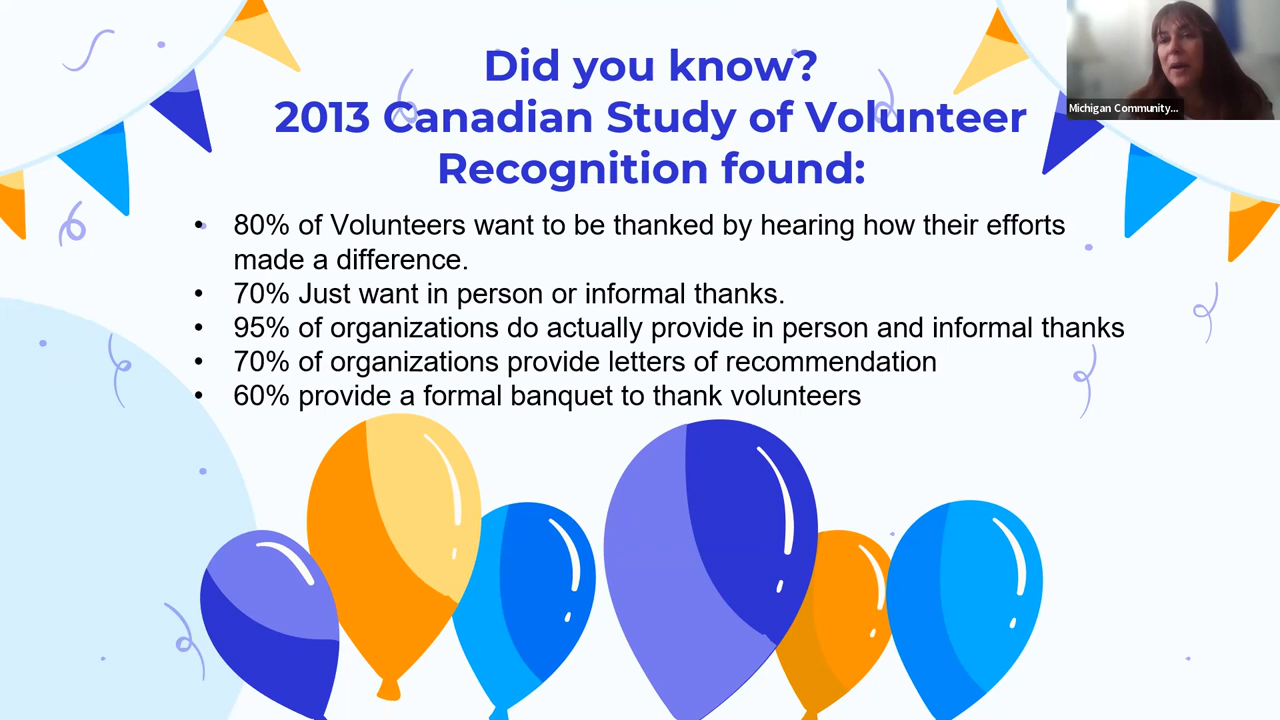 Did you know?
2013 Canadian Study of Volunteer
Recognition found:
Michigan Community...
• 80% of Volunteers want to be thanked by hearing how their efforts
made a difference.
• 70% Just want in person or informal thanks.
• 95% of organizations do actually provide in person and informal thanks
• 70% of organizations provide letters of recommendation
• 60% provide a formal banquet to thank volunteers